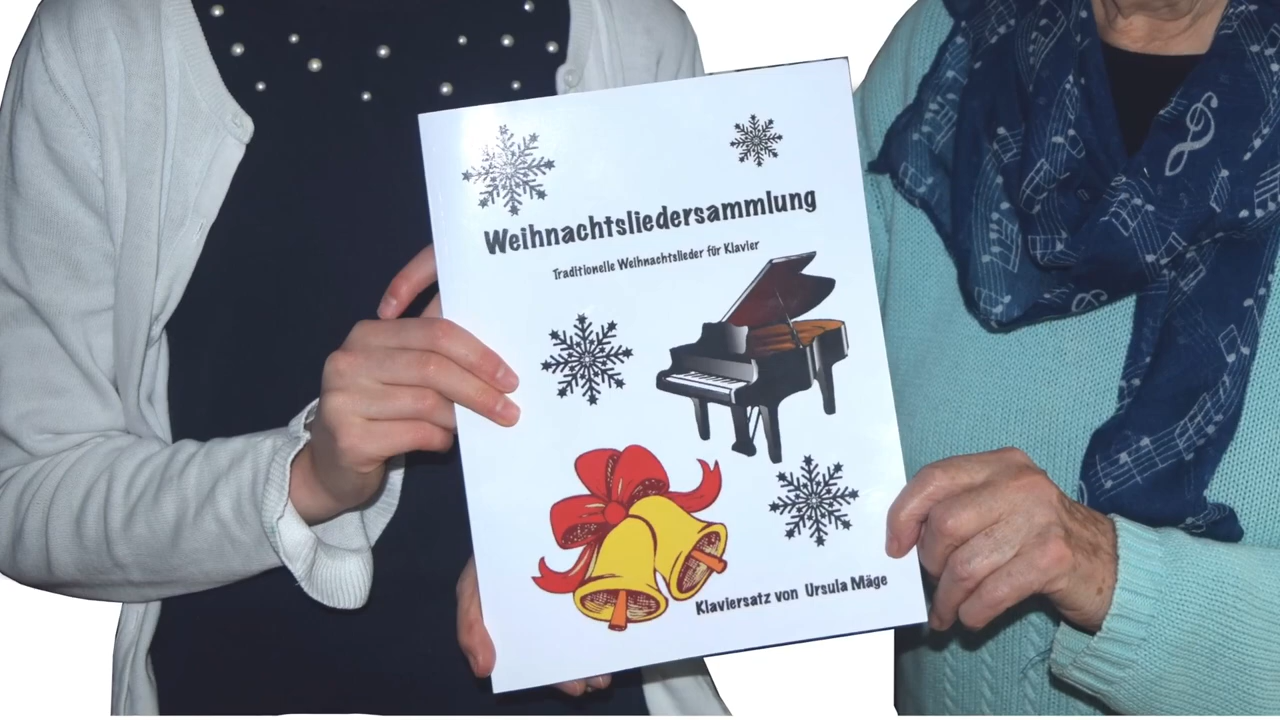 Weihnachtsliedersammlung
Traditionelle Weihnachtslieder für Klavier
Klaviersatz von Ursula Mäge